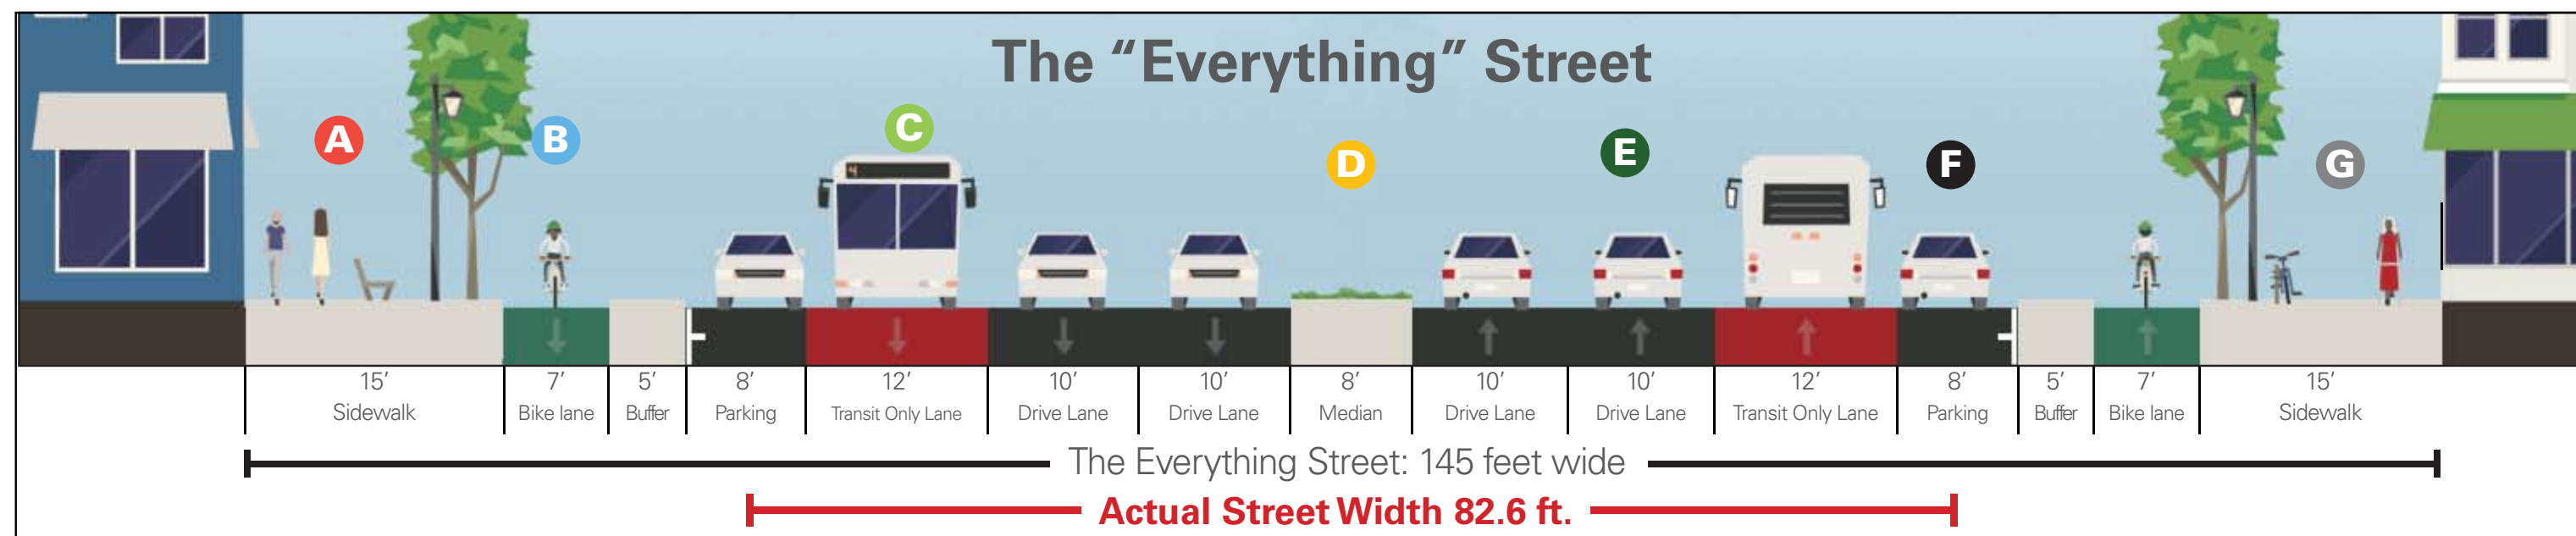 The “Everything” Street
A
B
C
D
E
F
G
4
15’ 7’ 5’ 8’ 12’ 10’ 10’ 8’ 10’ 10’ 12’ 8’ 5’ 7’ 15’
Sidewalk Bike lane Buffer Parking Transit Only Lane Drive Lane Drive Lane Median Drive Lane Drive Lane Transit Only Lane Parking Buffer Bike lane Sidewalk
The Everything Street: 145 feet wide
Actual Street Width 82.6 ft.